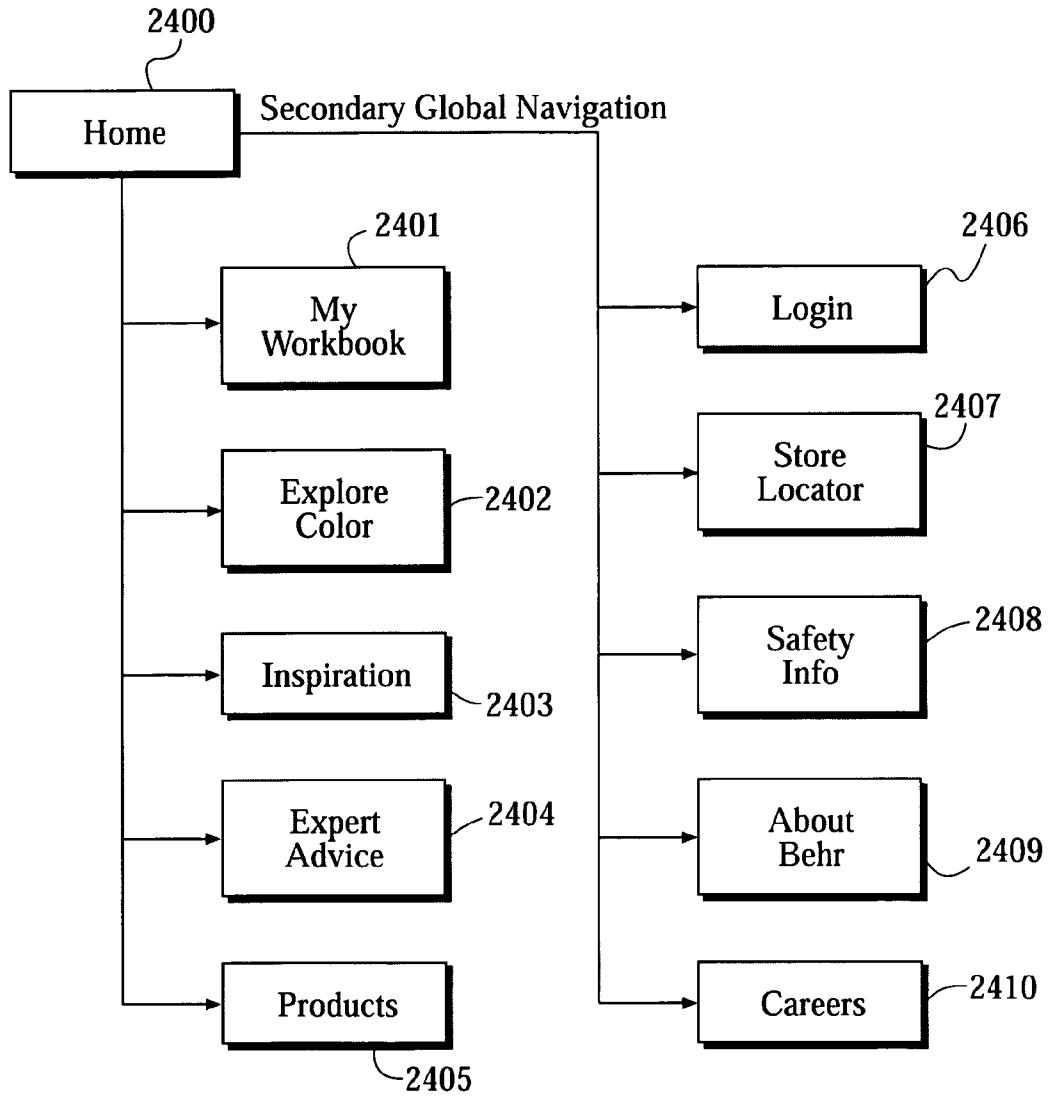 2400
Home
Secondary Global Navigation
2401
My
Workbook
Explore
Color
2402
Inspiration
2403
Expert
Advice
2404
Products
2405
2406
Login
2407
Store
Locator
Safety
Info
2408
About
Behr
2409
Careers
2410